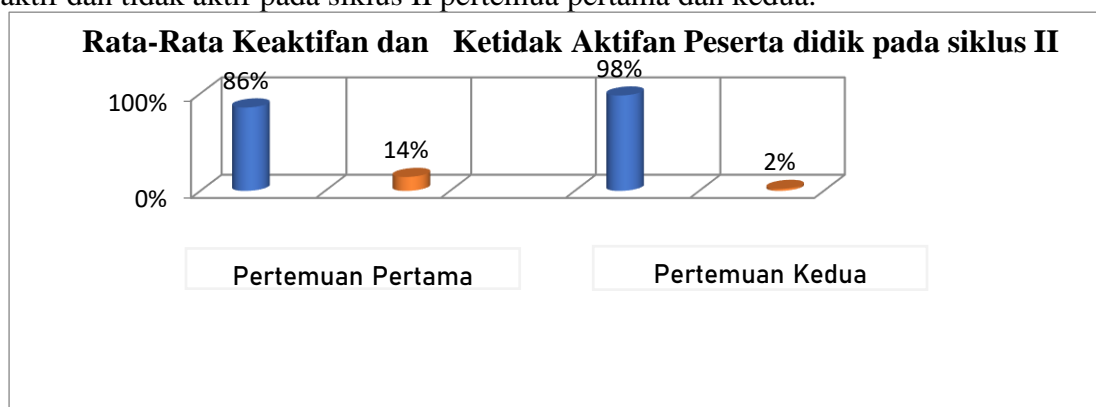 aktif dan tidak aktif pada siklus II pertemua pertama dan kedua.
Rata-Rata Keaktifan dan Ketidak Aktifan Peserta didik pada siklus II
86% 98%
100%
14% 2%
0%
Pertemuan Pertama Pertemuan Kedua